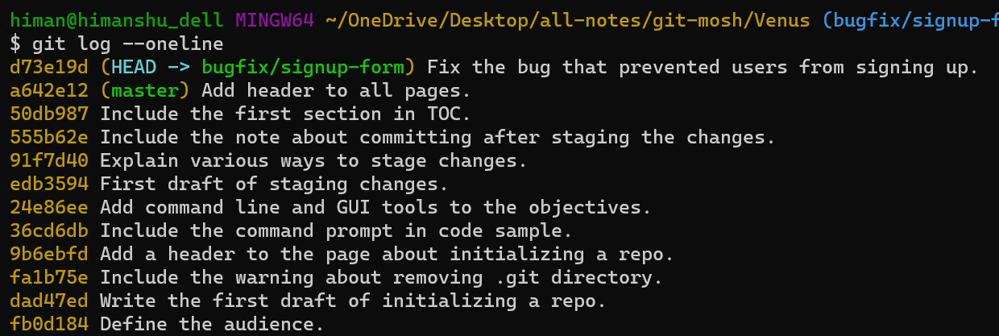 himan@himanshu_dell MINGW64 ~/OneDrive/Desktop/all-notes/git-mosh/Venus (bugfix/signup-f
$ git log --oneline
d73e19d (HEAD -> bugfix/signup-form) Fix the bug that prevented users from signing up.
a642e12 (master) Add header to all pages.
50db987 Include the first section in TOC.
555b62e Include the note about committing after staging the changes.
91f7d40 Explain various ways to stage changes.
edb3594 First draft of staging changes.
24e86ee Add command line and GUI tools to the objectives.
36cd6db Include the command prompt in code sample.
9b6ebfd Add a header to the page about initializing a repo.
fa1b75e Include the warning about removing .git directory.
dad47ed Write the first draft of initializing a repo.
fb0d184 Define the audience.